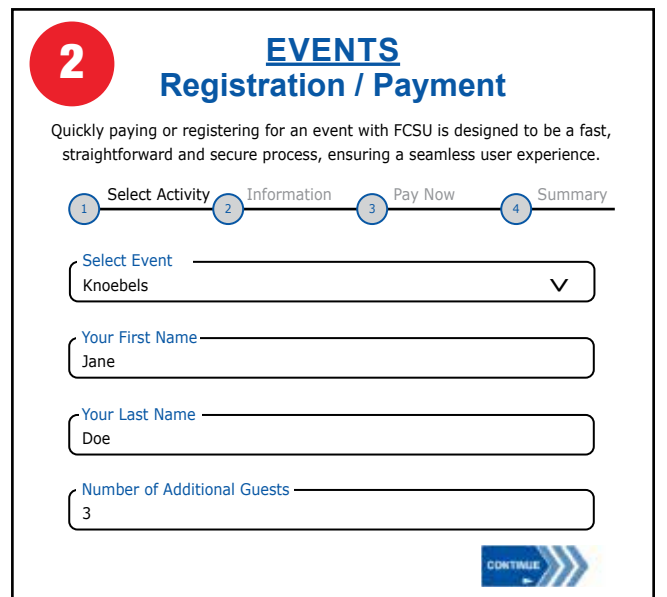 2
EVENTS
Registration / Payment
Quickly paying or registering for an event with FCSU is designed to be a fast,
straightforward and secure process, ensuring a seamless user experience.
1 Select Activity 2 Information 3 Pay Now 4 Summary
Select Event
Knoebels V
Your First Name
Jane
Your Last Name
Doe
Number of Additional Guests
3
CONTINUE